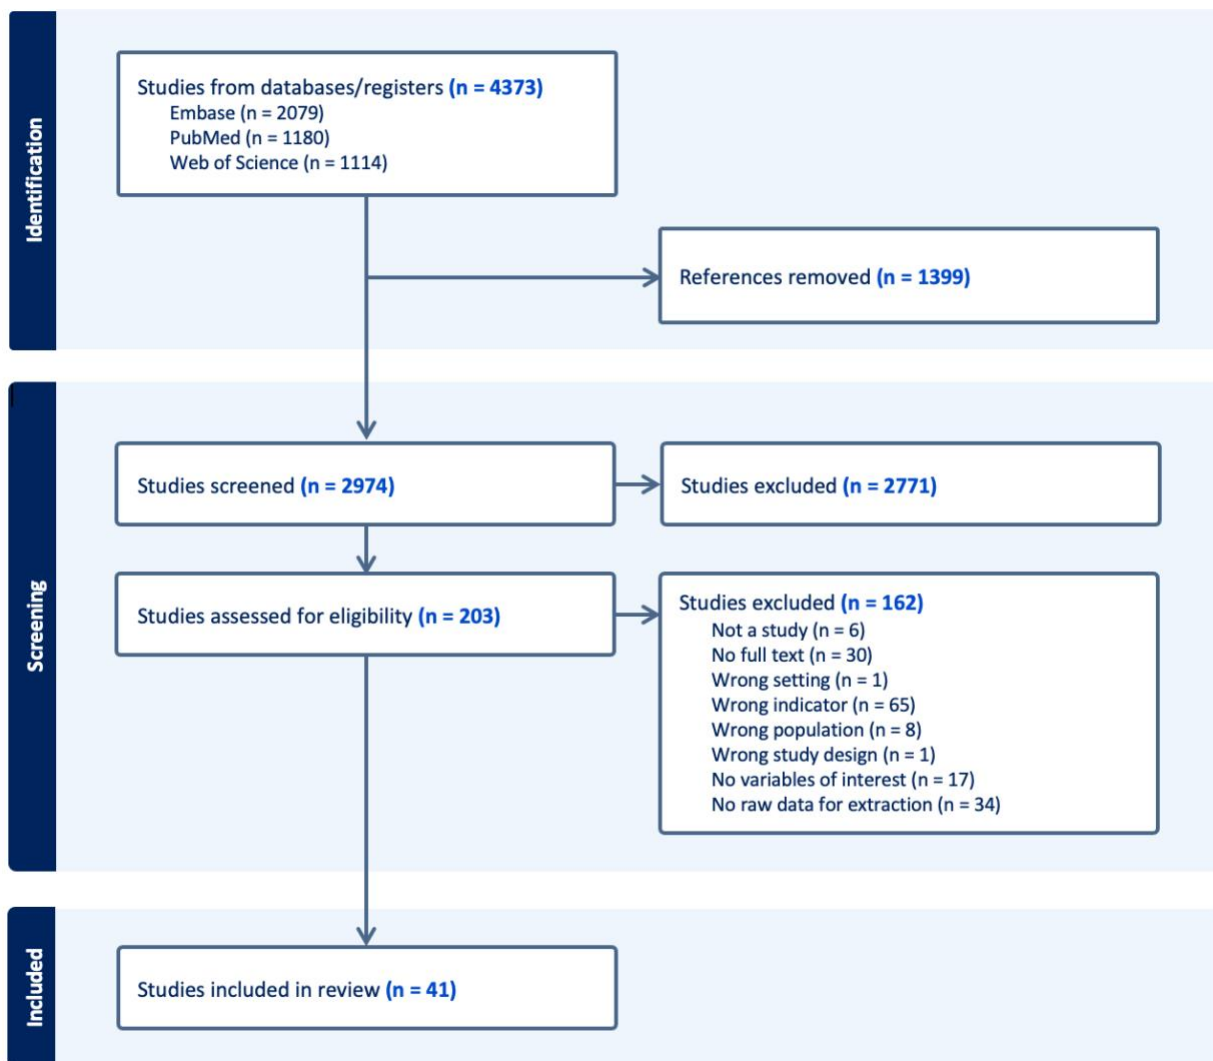 Identification
Studies from databases/registers (n = 4373)
Embase (n = 2079)
PubMed (n = 1180)
Web of Science (n = 1114)
References removed (n = 1399)
Screening
Studies screened (n = 2974)
Studies excluded (n = 2771)
Studies assessed for eligibility (n = 203)
Studies excluded (n = 162)
Not a study (n = 6)
No full text (n = 30)
Wrong setting (n = 1)
Wrong indicator (n = 65)
Wrong population (n = 8)
Wrong study design (n = 1)
No variables of interest (n = 17)
No raw data for extraction (n = 34)
Included
Studies included in review (n = 41)